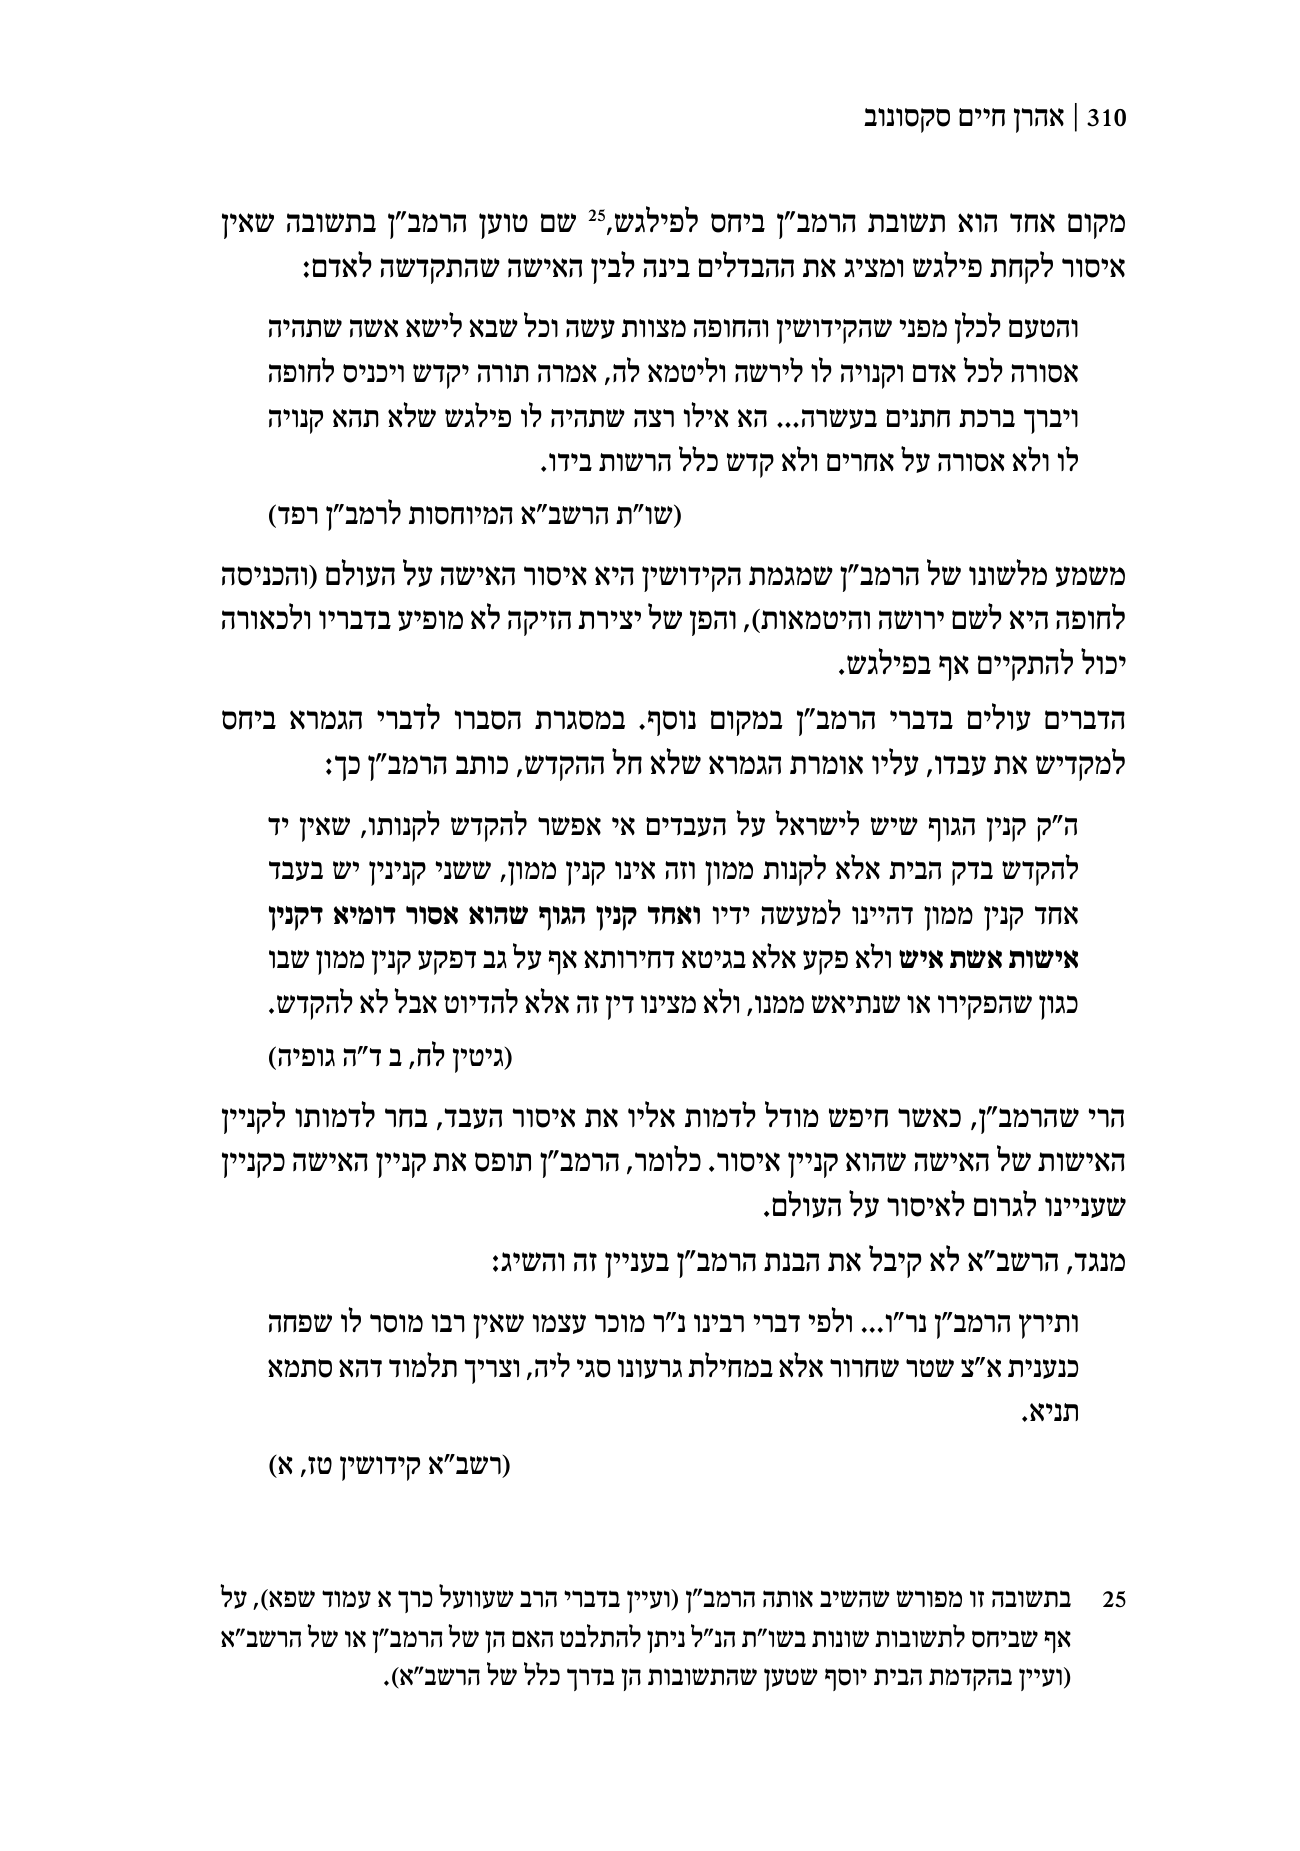 310 | אהרן חיים סקסונוב
מקום אחד הוא תשובת הרמב"ן ביחס לפילגש,25 שם טוען הרמב"ן בתשובה שאין
איסור לקחת פילגש ומציג את ההבדלים בינה לבין האישה שהתקדשה לאדם:
והטעם לכלן מפני שהקידושין והחופה מצוות עשה וכל שבא לישא אשה שתהיה
אסורה לכל אדם וקנויה לו לירשה וליטמא לה, אמרה תורה יקדש ויכניס לחופה
ויברך ברכת חתנים בעשרה... הא אילו רצה שתהיה לו פילגש שלא תהא קנויה
לו ולא אסורה על אחרים ולא קדש כלל הרשות בידו.
(שו"ת הרשב"א המיוחסות לרמב"ן רפד)
משמע מלשונו של הרמב"ן שמגמת הקידושין היא איסור האישה על העולם (והכניסה
לחופה היא לשם ירושה והיטמאות), והפן של יצירת הזיקה לא מופיע בדבריו ולכאורה
יכול להתקיים אף בפילגש.
הדברים עולים בדברי הרמב"ן במקום נוסף. במסגרת הסברו לדברי הגמרא ביחס
למקדיש את עבדו, עליו אומרת הגמרא שלא חל ההקדש, כותב הרמב"ן כך:
ה"ק קנין הגוף שיש לישראל על העבדים אי אפשר להקדש לקנותו, שאין יד
להקדש בדק הבית אלא לקנות ממון וזה אינו קנין ממון, ששני קנינין יש בעבד
אחד קנין ממון דהיינו למעשה ידיו ואחד קנין הגוף שהוא אסור דומיא דקנין
אישות אשת איש ולא פקע אלא בגיטא דחירותא אף על גב דפקע קנין ממון שבו
כגון שהפקירו או שנתיאש ממנו, ולא מצינו דין זה אלא להדיוט אבל לא להקדש.
(גיטין לח, ב ד"ה גופיה)
הרי שהרמב"ן, כאשר חיפש מודל לדמות אליו את איסור העבד, בחר לדמותו לקניין
האישות של האישה שהוא קניין איסור. כלומר, הרמב"ן תופס את קניין האישה כקניין
שעניינו לגרום לאיסור על העולם.
מנגד, הרשב"א לא קיבל את הבנת הרמב"ן בעניין זה והשיג:
ותירץ הרמב"ן נר"ו... ולפי דברי רבינו נ"ר מוכר עצמו שאין רבו מוסר לו שפחה
כנענית א"צ שטר שחרור אלא במחילת גרעונו סגי ליה, וצריך תלמוד דהא סתמא
תניא.
(רשב"א קידושין טז, א)
25 בתשובה זו מפורש שהשיב אותה הרמב"ן (ועיין בדברי הרב שעוועל כרך א עמוד שפא), על
אף שביחס לתשובות שונות בשו"ת הנ"ל ניתן להתלבט האם הן של הרמב"ן או של הרשב"א
(ועיין בהקדמת הבית יוסף שטען שהתשובות הן בדרך כלל של הרשב"א).